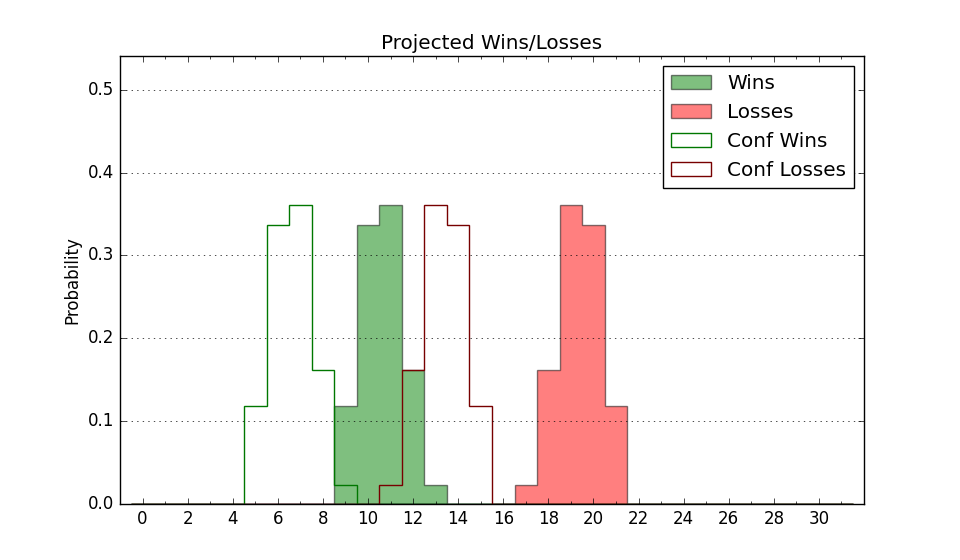 Projected Wins/Losses
Wins
Losses
Conf Wins
Conf Losses
Probability
0.5
0.4
0.3
0.2
0.1
0.0
0 2 4 6 8 10 12 14 16 18 20 22 24 26 28 30